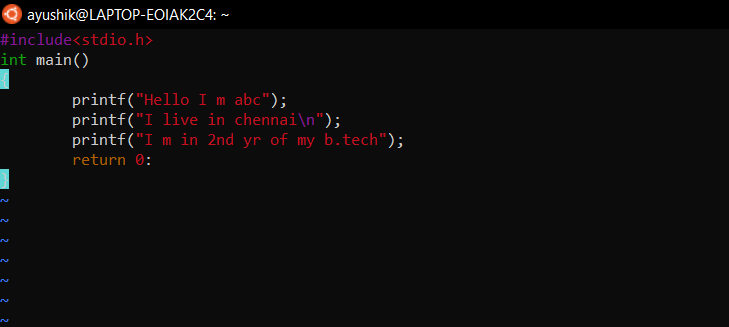 ayushik@LAPTOP-EOIAK2C4: ~
#include<stdio.h>
int main()
{
        printf("Hello I m abc");
        printf("I live in chennai\n");
        printf("I m in 2nd yr of my b.tech");
        return 0:
}
~
~
~
~
~
~
~